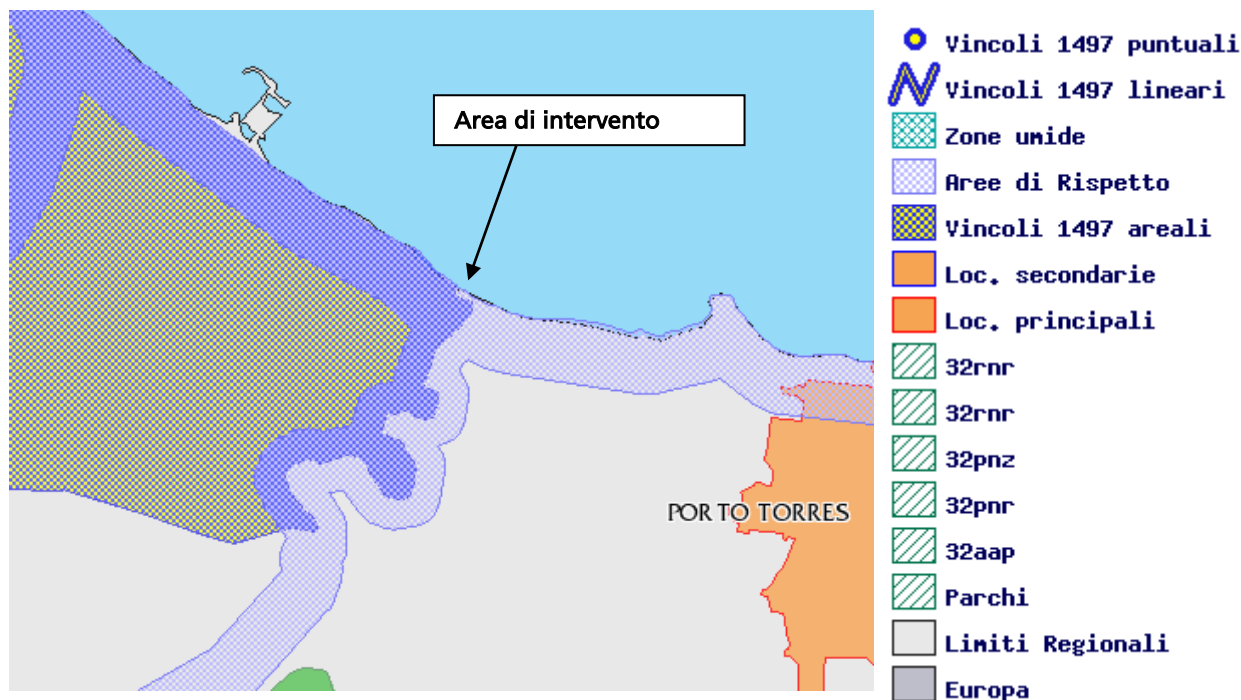 Area di intervento
PORTO TORRES
Vincoli 1497 puntuali
Vincoli 1497 lineari
Zone umide
Aree di Rispetto
Vincoli 1497 areali
Loc. secondarie
Loc. principali
32rnr
32rnr
32pnz
32pnr
32aap
Parchi
Limiti Regionali
Europa